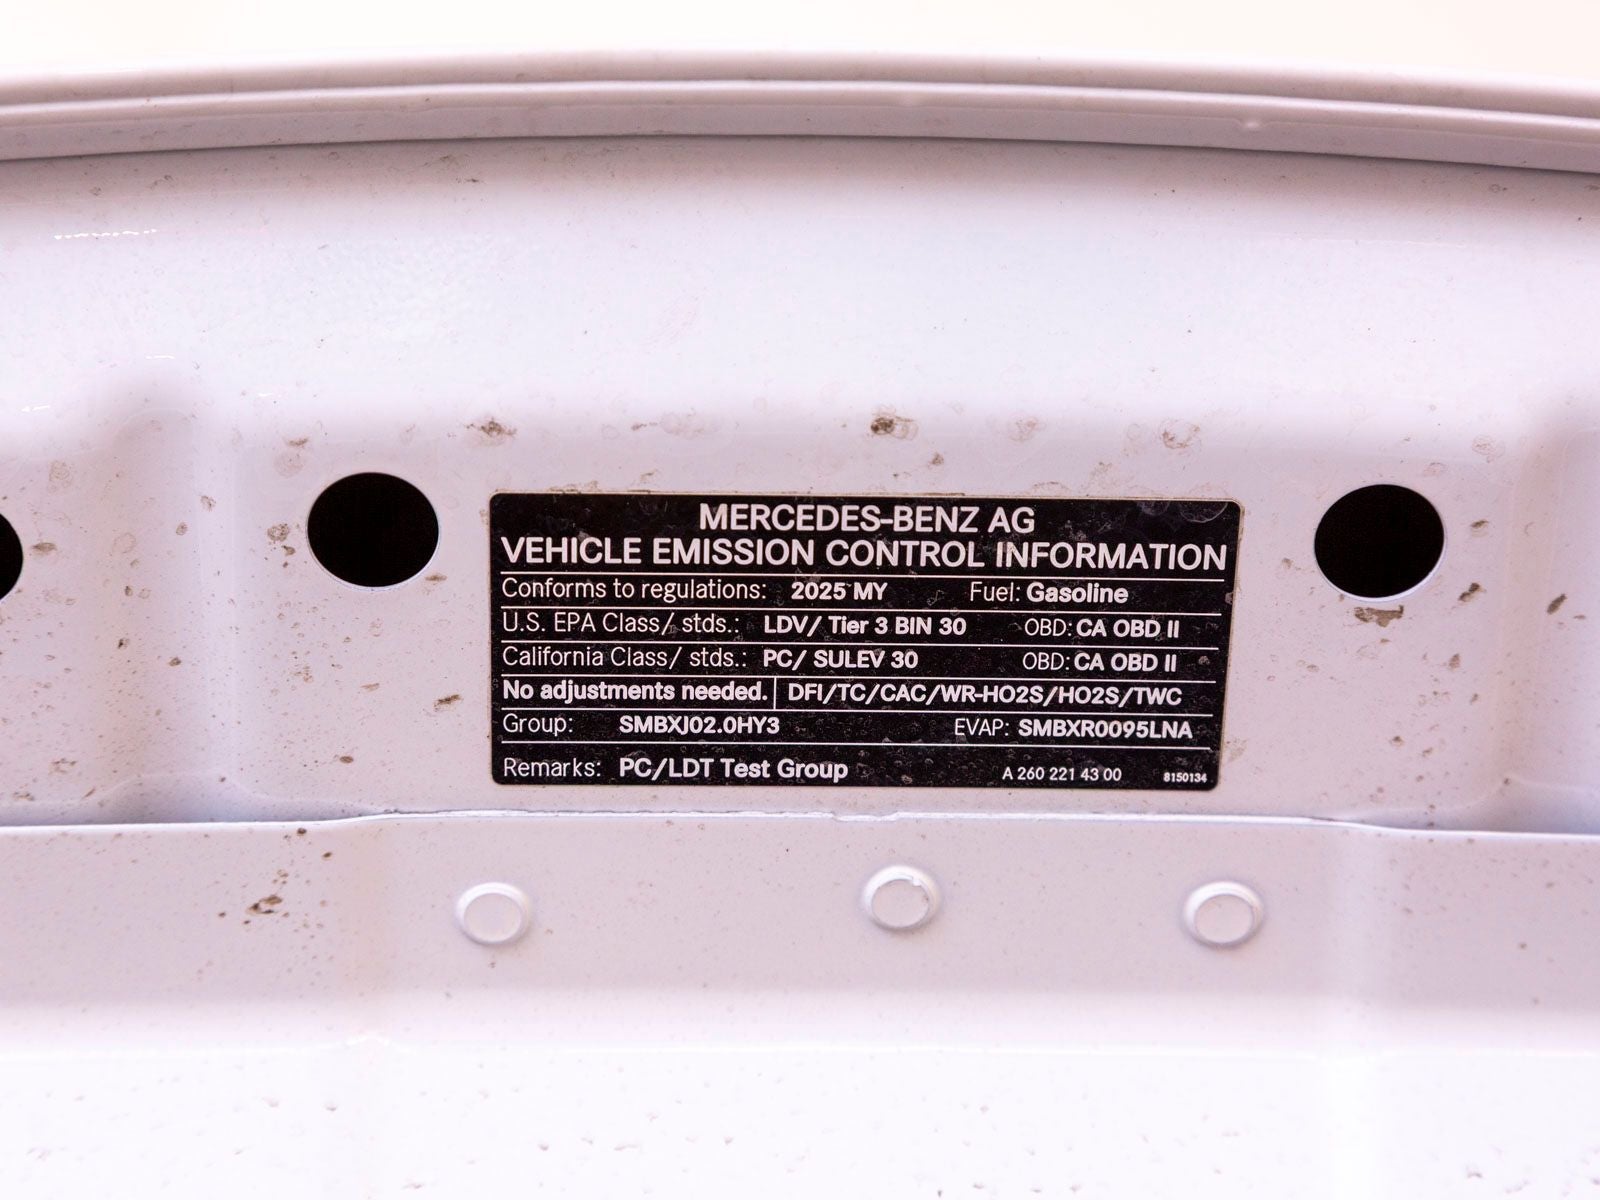 MERCEDES-BENZ AG
VEHICLE EMISSION CONTROL INFORMATION
Conforms to regulations: 2025 MY Fuel: Gasoline
U.S. EPA Class/ stds.: LDV/ Tier 3 BIN 30 OBD: CA OBD II
California Class/ stds.: PC/ SULEV 30 OBD: CA OBD II
No adjustments needed. DFI/TC/CAC/WR-HO2S/HO2S/TWC
Group: SMBXJ02.0HY3 EVAP: SMBXR0095LNA
Remarks: PC/LDT Test Group A 260 221 43 00 8150134